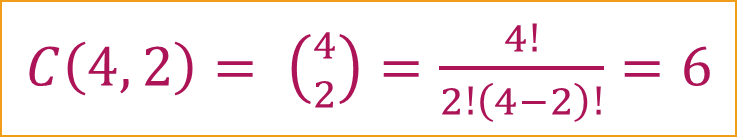 C(4,2) = (4 2) = 4!/2!(4−2)! = 6